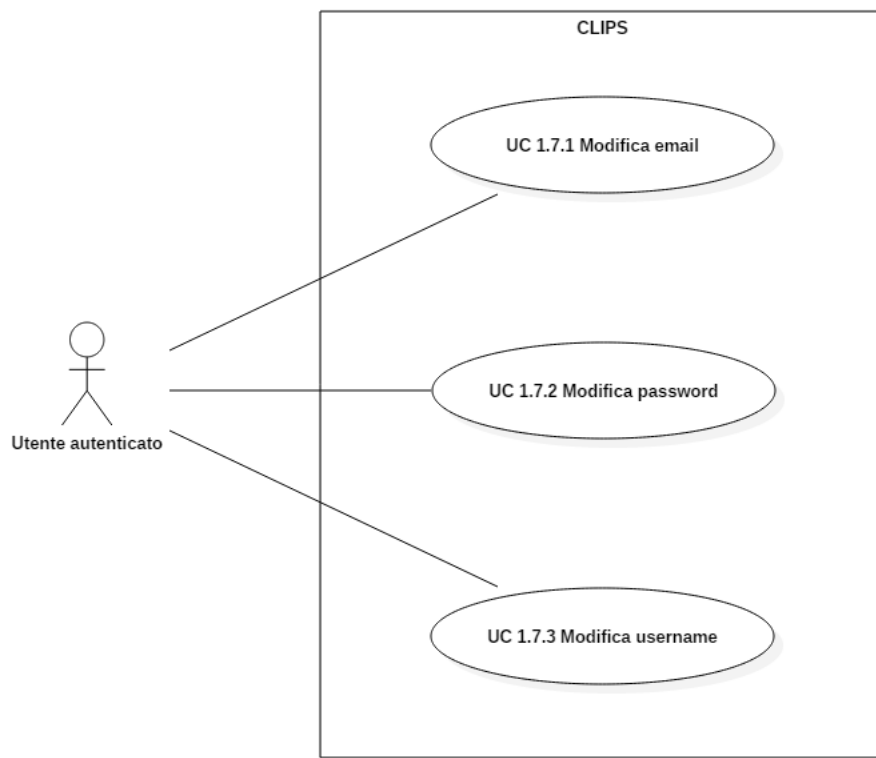 CLIPS
UC 1.7.1 Modifica email
UC 1.7.2 Modifica password
Utente autenticato
UC 1.7.3 Modifica username